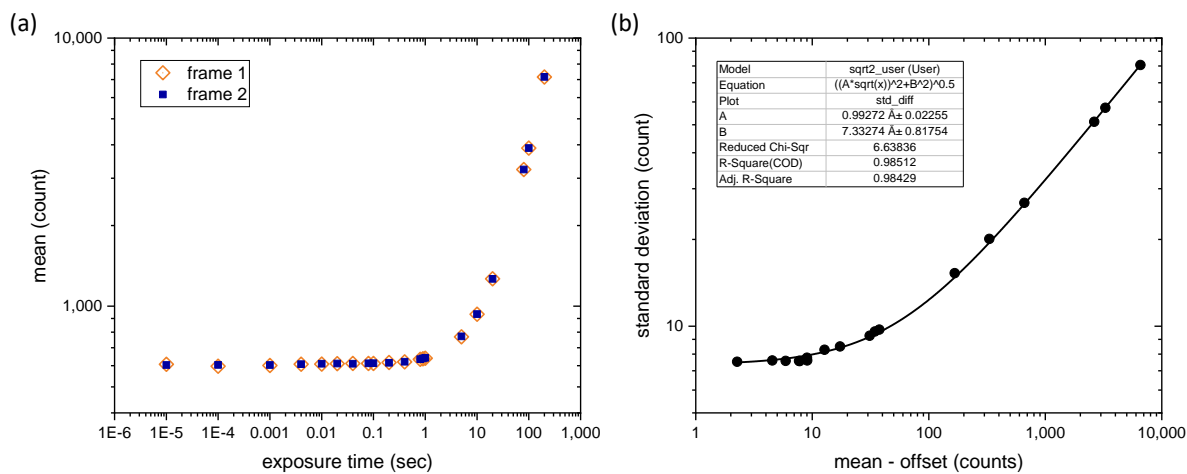 (a)
10,000
1,000
mean (count)
frame 1
frame 2
1E-6 1E-5 1E-4 0.001 0.01 0.1 1 10 100 1,000
exposure time (sec)
(b)
100
10
standard deviation (count)
Model sqrt2_user (User)
Equation ((A*sqrt(x))^2+B^2)^0.5
Plot std_diff
A 0.99272 Â± 0.02255
B 7.33274 Â± 0.81754
Reduced Chi-Sqr 6.63836
R-Square(COD) 0.98512
Adj. R-Square 0.98429
1 10 100 1,000 10,000
mean - offset (counts)